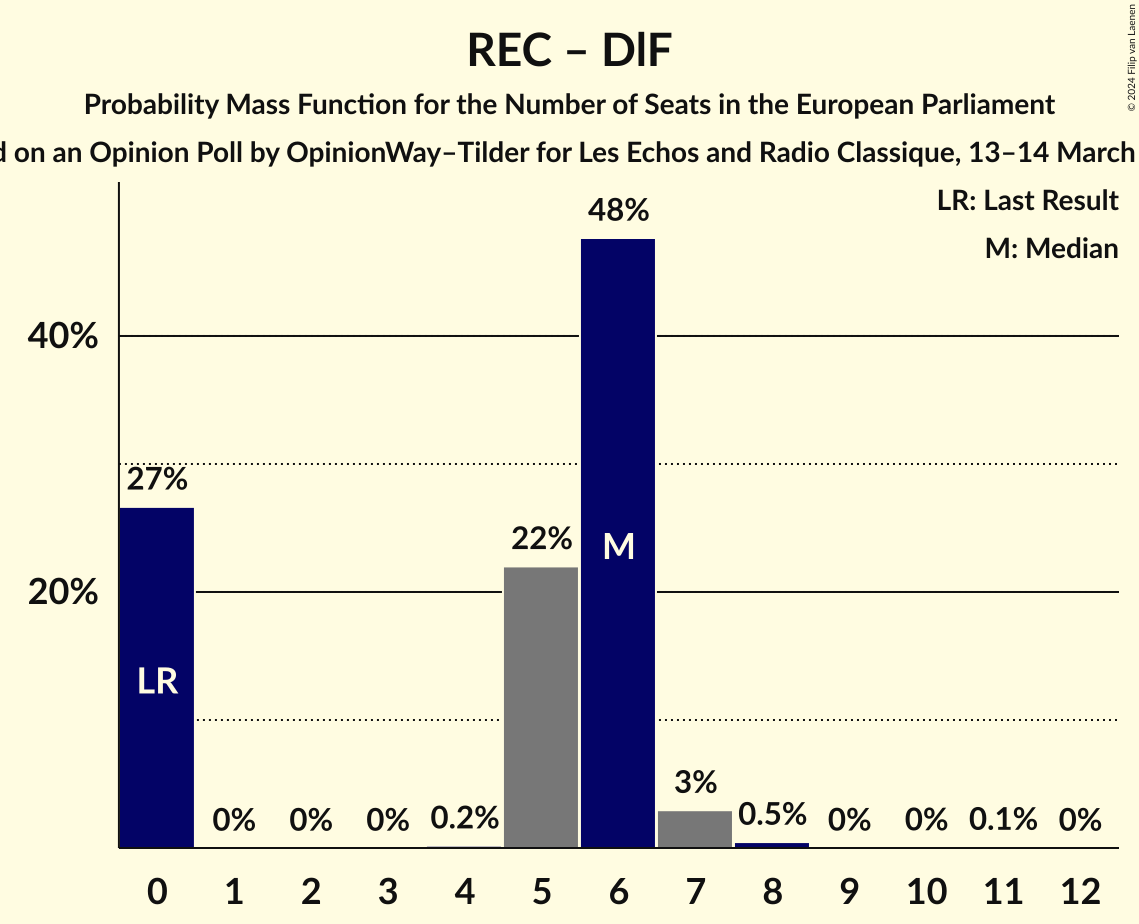 REC – DlF
Probability Mass Function for the Number of Seats in the European Parliament
on an Opinion Poll by OpinionWay–Tilder for Les Echos and Radio Classique, 13–14 March
© 2024 Filip van Laenen
LR: Last Result
M: Median
48%
40%
27%
22%
M
20%
LR
3%
0% 0% 0% 0.2% 0.5% 0% 0% 0.1% 0%
0 1 2 3 4 5 6 7 8 9 10 11 12